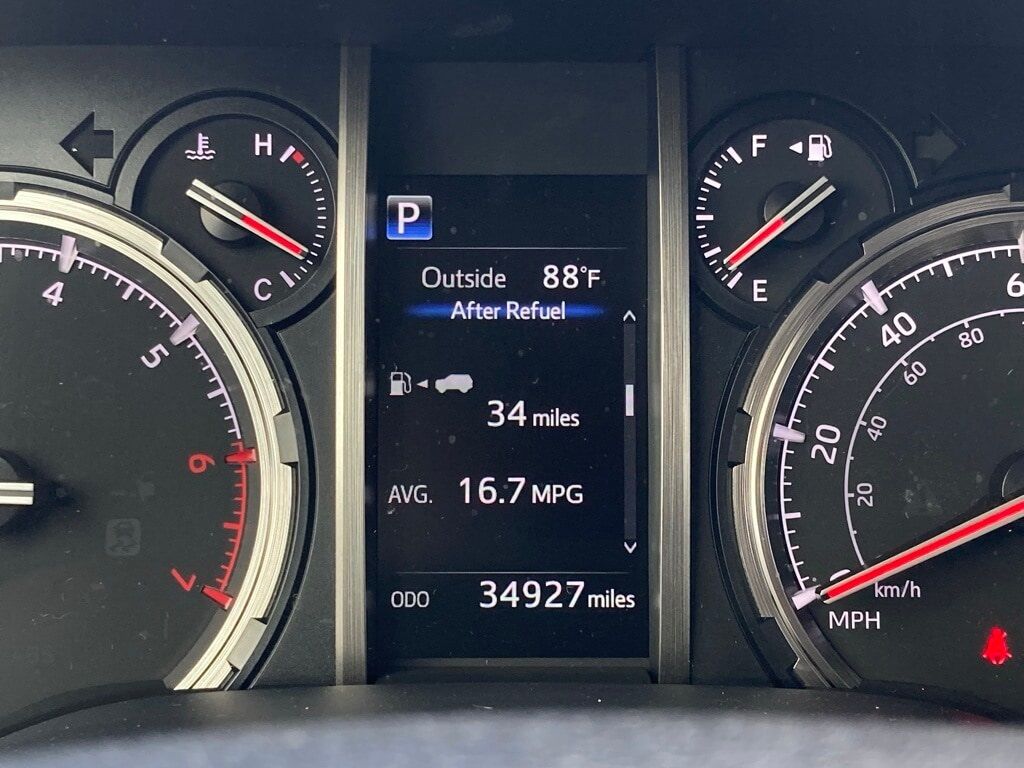 H
C
4
5
6
7
P
Outside 88°F
After Refuel
34 miles
AVG. 16.7 MPG
ODO 34927 miles
F
E
20
40
20
40
60
80
km/h
MPH